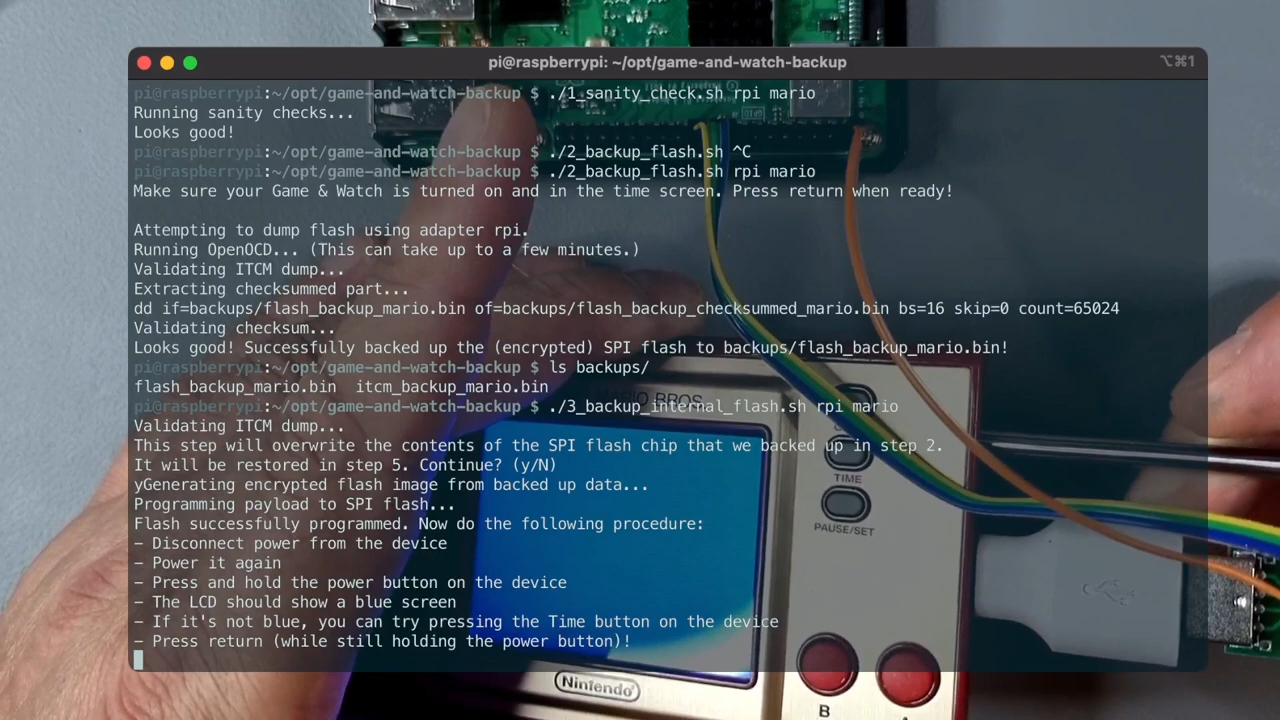 pi@raspberrypi: ~/opt/game-and-watch-backup
⌥⌘1
pi@raspberrypi:~/opt/game-and-watch-backup $ ./1_sanity_check.sh rpi mario
Running sanity checks...
Looks good!
pi@raspberrypi:~/opt/game-and-watch-backup $ ./2_backup_flash.sh ^C
pi@raspberrypi:~/opt/game-and-watch-backup $ ./2_backup_flash.sh rpi mario
Make sure your Game & Watch is turned on and in the time screen. Press return when ready!
Attempting to dump flash using adapter rpi.
Running OpenOCD... (This can take up to a few minutes.)
Validating ITCM dump...
Extracting checksummed part...
dd if=backups/flash_backup_mario.bin of=backups/flash_backup_checksummed_mario.bin bs=16 skip=0 count=65024
Validating checksum...
Looks good! Successfully backed up the (encrypted) SPI flash to backups/flash_backup_mario.bin!
pi@raspberrypi:~/opt/game-and-watch-backup $ ls backups/
flash_backup_mario.bin  itcm_backup_mario.bin
pi@raspberrypi:~/opt/game-and-watch-backup $ ./3_backup_internal_flash.sh rpi mario
Validating ITCM dump...
This step will overwrite the contents of the SPI flash chip that we backed up in step 2.
It will be restored in step 5. Continue? (y/N)
yGenerating encrypted flash image from backed up data...
Programming payload to SPI flash...
Flash successfully programmed. Now do the following procedure:
- Disconnect power from the device
- Power it again
- Press and hold the power button on the device
- The LCD should show a blue screen
- If it's not blue, you can try pressing the Time button on the device
- Press return (while still holding the power button)!
BROS
TIME
PAUSE/SET
Nintendo
B